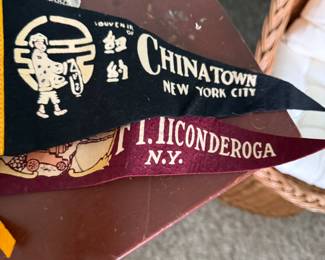 SOUVENIR
OF
紐約
CHINATOWN
NEW YORK CITY
FT. TICONDEROGA
N.Y.